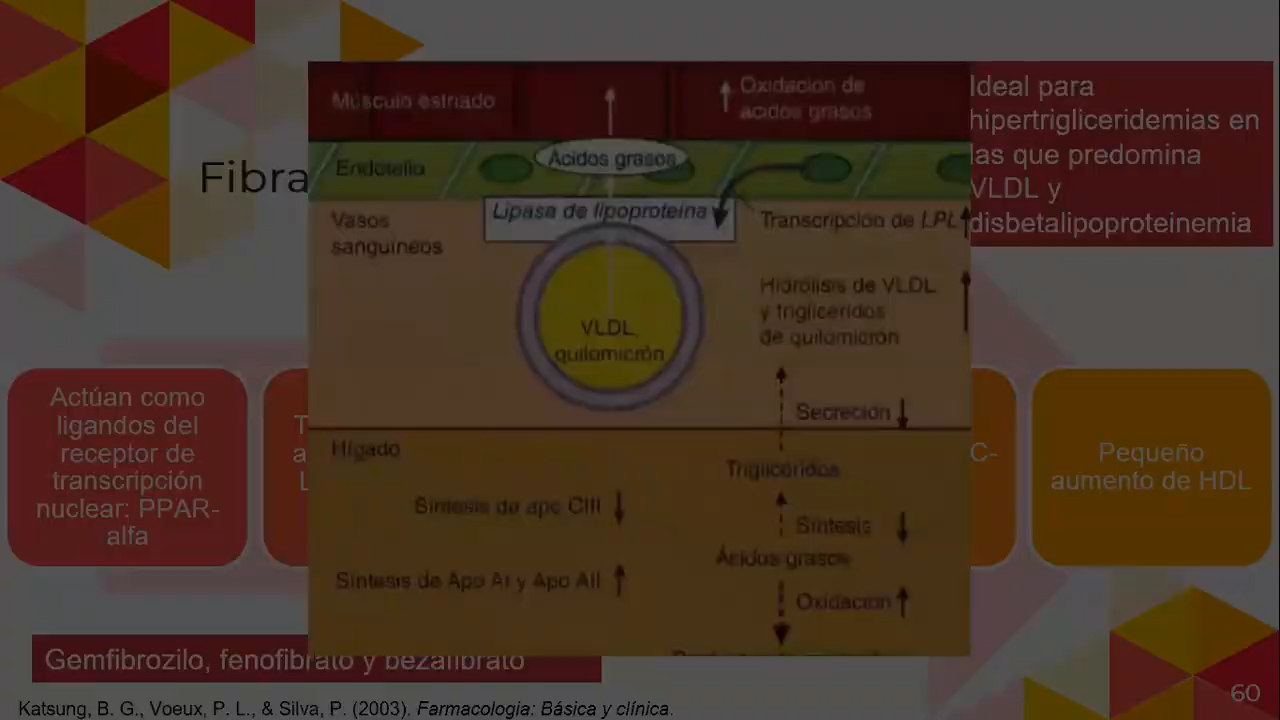 Fibra
Ideal para
hipertrigliceridemias en
las que predomina
VLDL y
disbetalipoproteinemia
Músculo estriado
Oxidación de
ácidos grasos
Endotelio
Ácidos grasos
Lipasa de lipoproteína
Vasos
sanguíneos
Transcripción de LPL
Hidrólisis de VLDL
y triglicéridos
de quilomicrón
VLDL,
quilomicrón
Secreción
Hígado
Triglicéridos
Síntesis de apo CIII
Síntesis
Ácidos grasos
Síntesis de Apo AI y Apo AII
Oxidación
Actúan como
ligandos del
receptor de
transcripción
nuclear: PPAR-
alfa
T
a
L
C-
Pequeño
aumento de HDL
Gemfibrozilo, fenofibrato y bezafibrato
Katsung, B. G., Voeux, P. L., & Silva, P. (2003). Farmacologia: Básica y clínica.
60